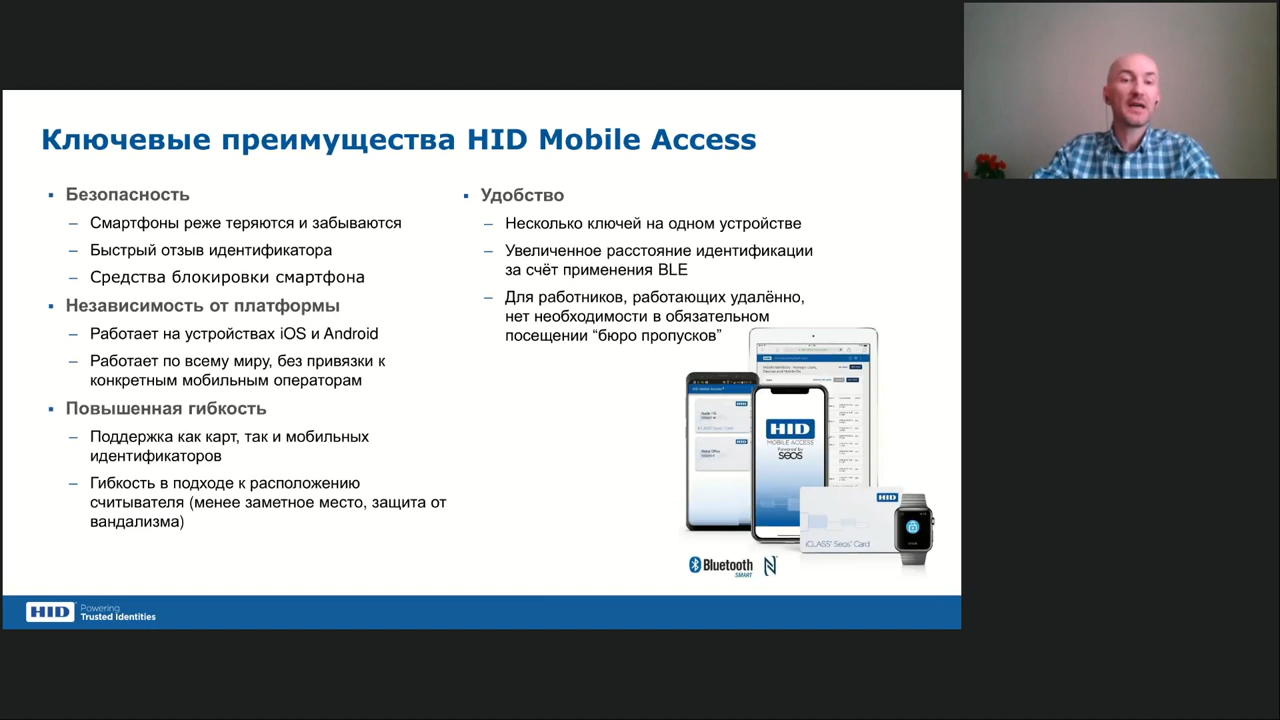 Ключевые преимущества HID Mobile Access
Безопасность
Смартфоны реже теряются и забываются
Быстрый отзыв идентификатора
Средства блокировки смартфона
Независимость от платформы
Работает на устройствах iOS и Android
Работает по всему миру, без привязки к
конкретным мобильным операторам
Повышенная гибкость
Поддержка как карт, так и мобильных
идентификаторов
Гибкость в подходе к расположению
считывателя (менее заметное место, защита от
вандализма)
Удобство
Несколько ключей на одном устройстве
Увеличенное расстояние идентификации
за счёт применения BLE
Для работников, работающих удалённо,
нет необходимости в обязательном
посещении “бюро пропусков”
HID
MOBILE ACCESS
Powered by
seos
HID
iCLASS® Seos® Card
Bluetooth
SMART
HID
Powering
Trusted Identities